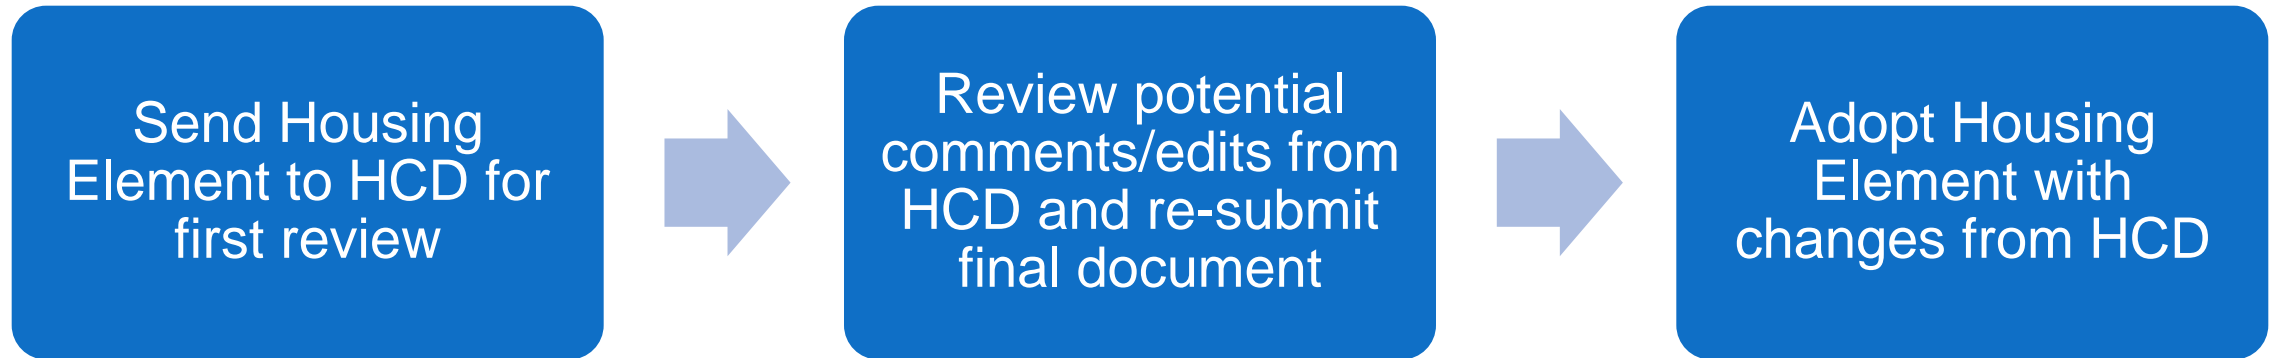 Send Housing
Element to HCD for
first review
Review potential
comments/edits from
HCD and re-submit
final document
Adopt Housing
Element with
changes from HCD